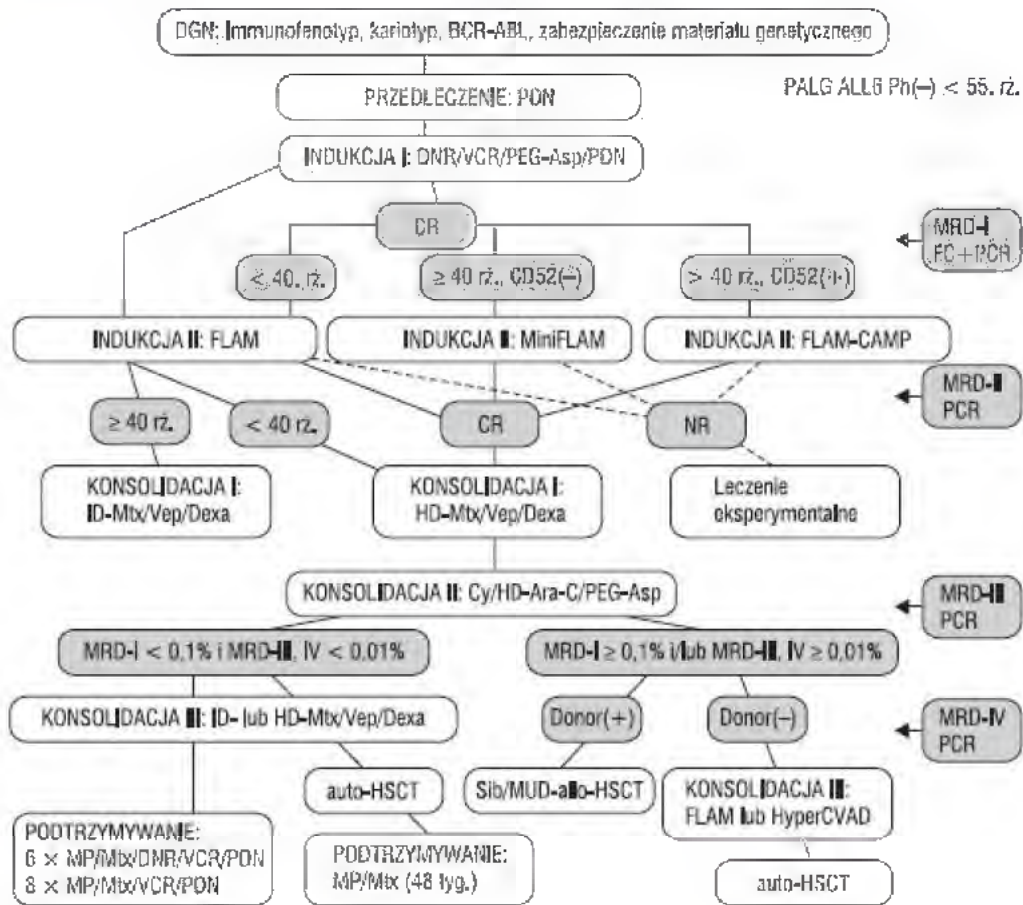 DGN: Immunofenotyp, kariotyp, BCR-ABL, zabezpieczenie materiału genetycznego
PALG ALL6 Ph(–) < 55. rż.
PRZEDLECZENIE: PDN
INDUKCJA I: DNR/VCR/PEG-Asp/PDN
CR
MRD-I
FC+PCR
< 40. rż.
≥ 40 rż., CD52(–)
> 40 rż., CD52(+)
INDUKCJA II: FLAM
INDUKCJA II: MiniFLAM
INDUKCJA II: FLAM-CAMP
MRD-II
PCR
≥ 40 rż.
< 40 rż.
CR
NR
KONSOLIDACJA I:
ID-Mtx/Vep/Dexa
KONSOLIDACJA I:
HD-Mtx/Vep/Dexa
Leczenie
eksperymentalne
KONSOLIDACJA II: Cy/HD-Ara-C/PEG-Asp
MRD-III
PCR
MRD-I < 0,1% i MRD-III, IV < 0,01%
MRD-I ≥ 0,1% i/lub MRD-III, IV ≥ 0,01%
KONSOLIDACJA III: ID- lub HD-Mtx/Vep/Dexa
Donor(+)
Donor(–)
MRD-IV
PCR
auto-HSCT
Sib/MUD-allo-HSCT
KONSOLIDACJA III:
FLAM lub HyperCVAD
PODTRZYMYWANIE:
6 × MP/Mtx/DNR/VCR/PDN
8 × MP/Mtx/VCR/PDN
PODTRZYMYWANIE:
MP/Mtx (48 tyg.)
auto-HSCT